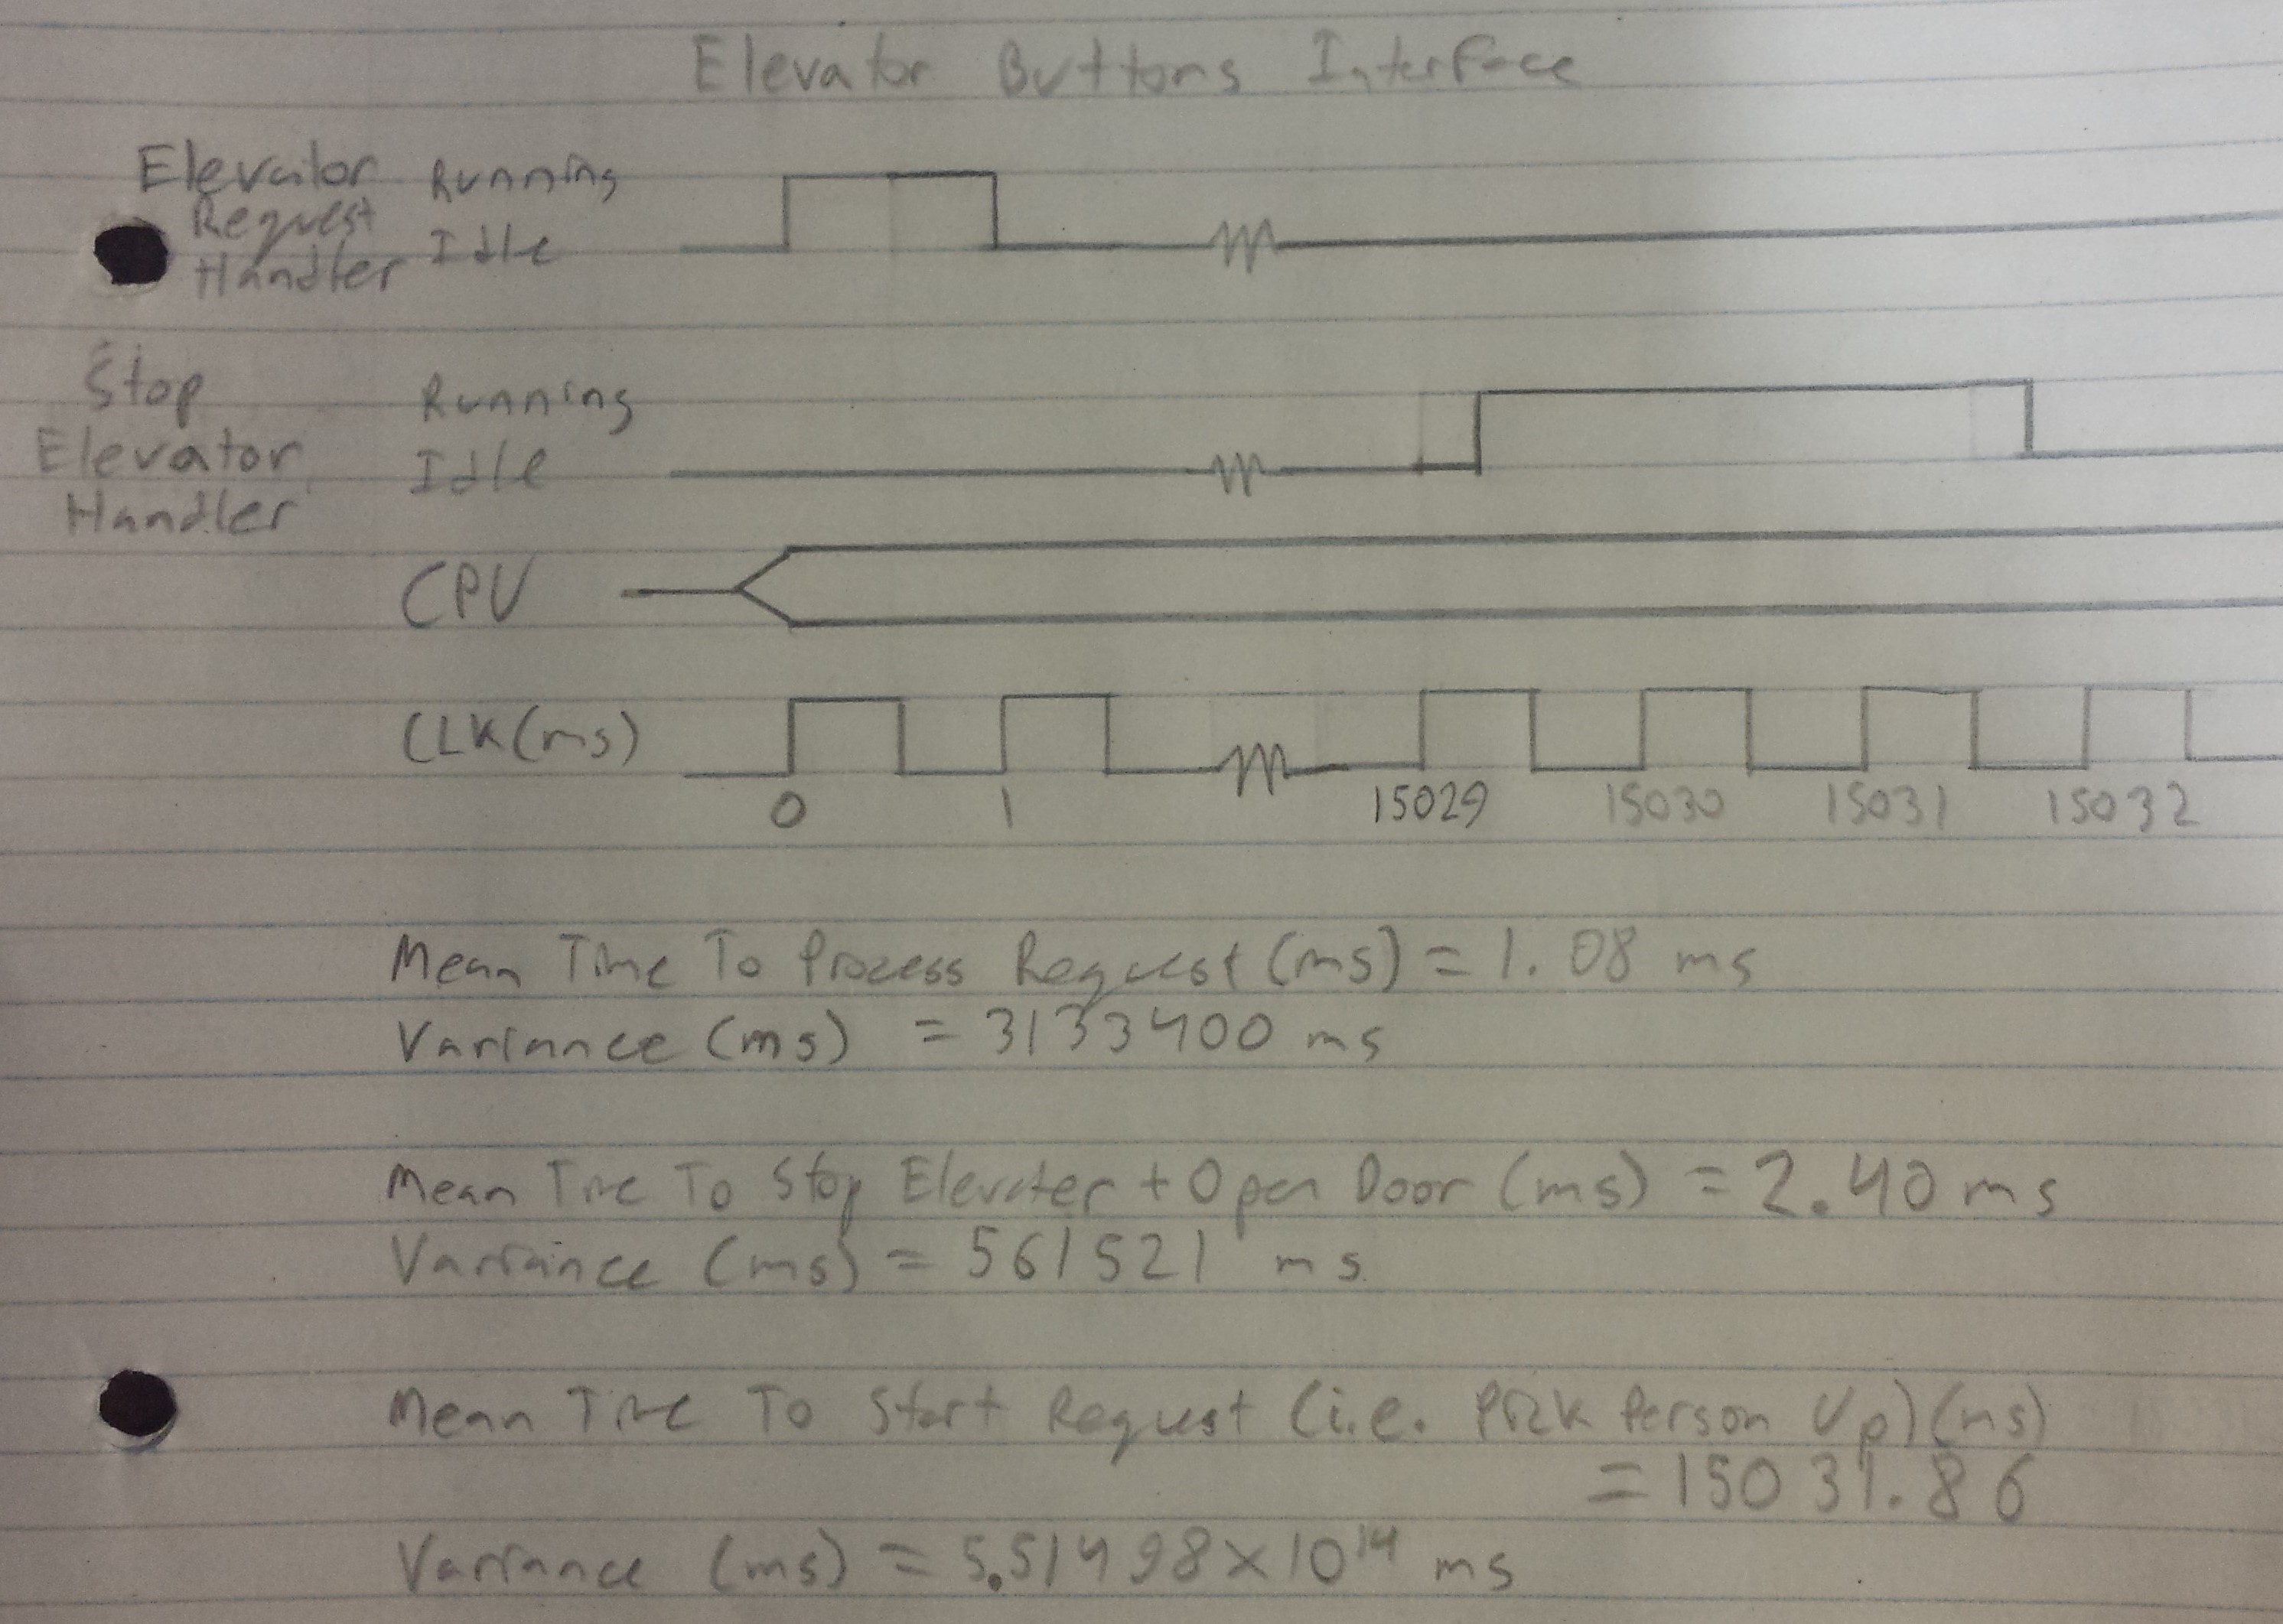 Elevator Buttons Interface
Elevator Running
Request
Idle
Handler
Stop Running
Elevator Idle
Handler
CPU
CLK(ms)
0 1 15029 15030 15031 15032
Mean Time To Process Request (ms) = 1.08 ms
Variance (ms) = 3133400 ms
Mean Time To Stop Elevater + Open Door (ms) = 2.40 ms
Variance (ms) = 561521 ms
Mean Time To Start Request (i.e. Pick Person Up) (ms)
= 15031.86
Variance (ms) = 5.51498 x 10^14 ms